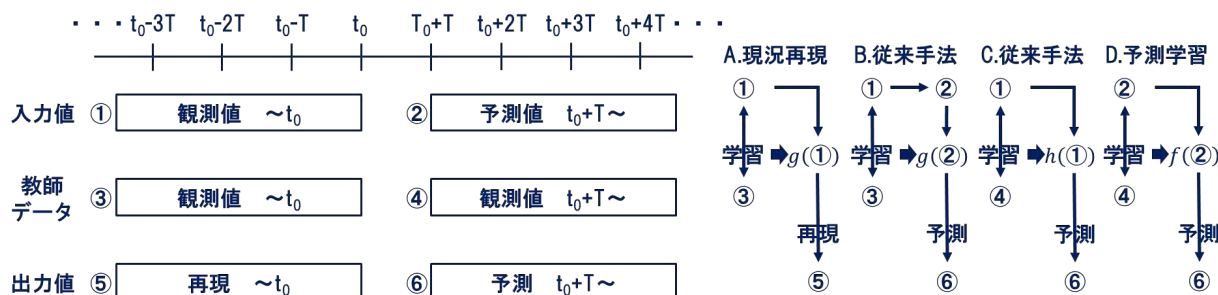 ・・・t₀-3T t₀-2T t₀-T t₀ T₀+T t₀+2T t₀+3T t₀+4T・・・
入力値 ① 観測値 ～t₀ ② 予測値 t₀+T～
教師
データ ③ 観測値 ～t₀ ④ 観測値 t₀+T～
出力値 ⑤ 再現 ～t₀ ⑥ 予測 t₀+T～
A.現況再現 B.従来手法 C.従来手法 D.予測学習
① ① ② ① ②
学習 g(①) 学習 g(②) 学習 h(①) 学習 f(②)
③ ③ ④ ④
再現 予測 予測 予測
⑤ ⑥ ⑥ ⑥